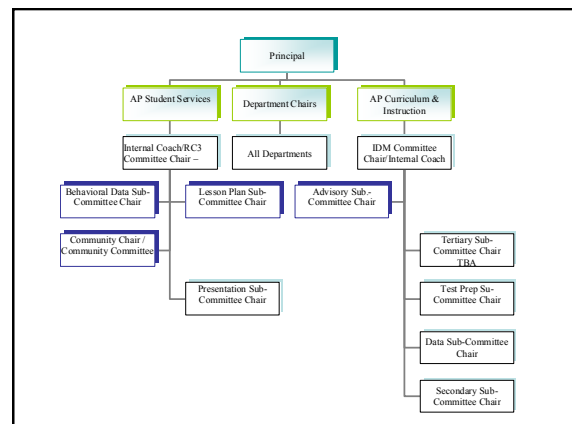 Principal
AP Student Services
Department Chairs
AP Curriculum &
Instruction
Internal Coach/RC3
Committee Chair –
All Departments
IDM Committee
Chair/Internal Coach
Behavioral Data Sub-
Committee Chair
Lesson Plan Sub-
Committee Chair
Advisory Sub.-
Committee Chair
Community Chair /
Community Committee
Tertiary Sub-
Committee Chair
TBA
Presentation Sub-
Committee Chair
Test Prep Su-
Committee Chair
Data Sub-Committee
Chair
Secondary Sub-
Committee Chair